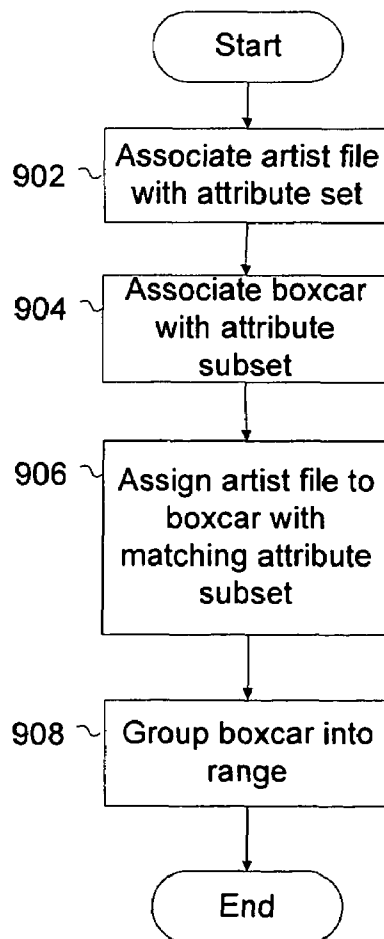 Start
902
Associate artist file
with attribute set
904
Associate boxcar
with attribute
subset
906
Assign artist file to
boxcar with
matching attribute
subset
908
Group boxcar into
range
End